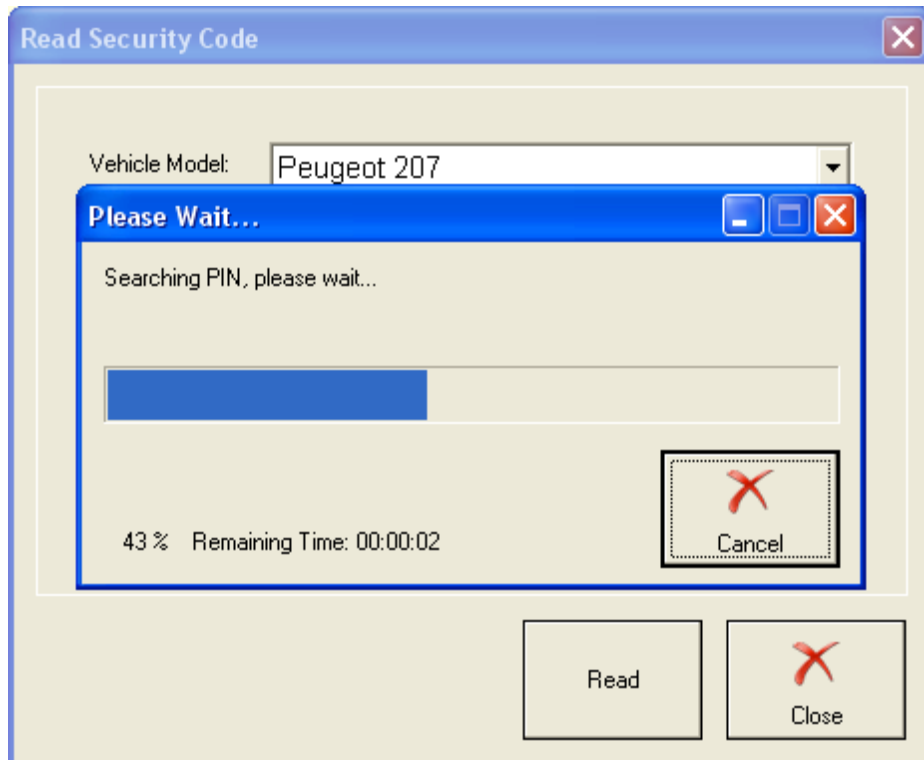 Read Security Code
Vehicle Model: Peugeot 207
Please Wait...
Searching PIN, please wait...
43 % Remaining Time: 00:00:02
Cancel
Read
Close